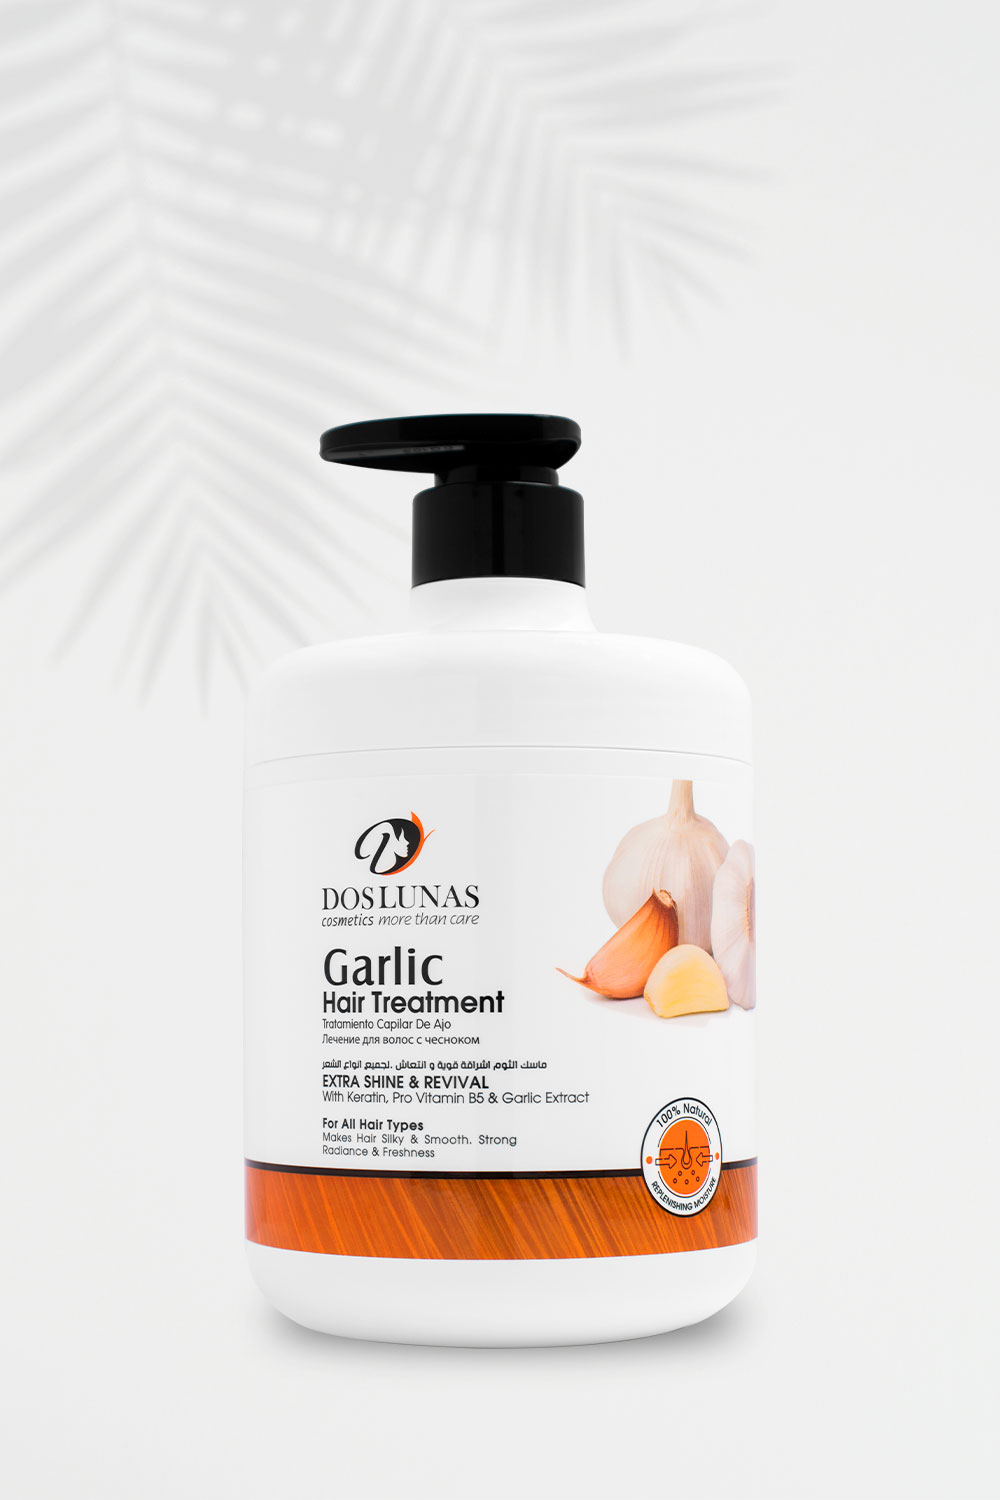 DOSLUNAS
cosmetics more than care
Garlic
Hair Treatment
Tratamiento Capilar De Ajo
Лечение для волос с чесноком
ماسك الثوم اشراقة قوية و انتعاش .لجميع انواع الشعر
EXTRA SHINE & REVIVAL
With Keratin, Pro Vitamin B5 & Garlic Extract
For All Hair Types
Makes Hair Silky & Smooth. Strong
Radiance & Freshness
100% Natural
REPLENISHING MOISTURE